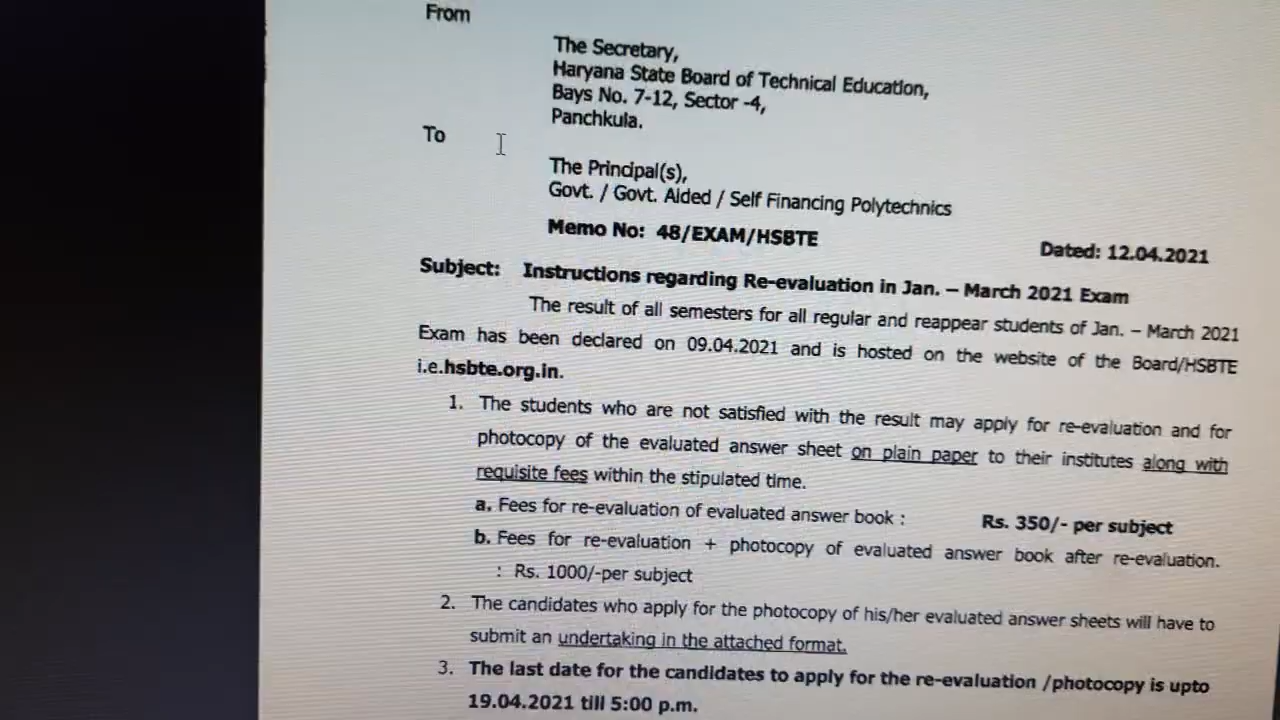 From
The Secretary,
Haryana State Board of Technical Education,
Bays No. 7-12, Sector -4,
Panchkula.
To
The Principal(s),
Govt. / Govt. Aided / Self Financing Polytechnics
Memo No: 48/EXAM/HSBTE Dated: 12.04.2021
Subject: Instructions regarding Re-evaluation in Jan. – March 2021 Exam
The result of all semesters for all regular and reappear students of Jan. – March 2021
Exam has been declared on 09.04.2021 and is hosted on the website of the Board/HSBTE
i.e.hsbte.org.in.
1. The students who are not satisfied with the result may apply for re-evaluation and for
photocopy of the evaluated answer sheet on plain paper to their institutes along with
requisite fees within the stipulated time.
a. Fees for re-evaluation of evaluated answer book : Rs. 350/- per subject
b. Fees for re-evaluation + photocopy of evaluated answer book after re-evaluation.
: Rs. 1000/-per subject
2. The candidates who apply for the photocopy of his/her evaluated answer sheets will have to
submit an undertaking in the attached format.
3. The last date for the candidates to apply for the re-evaluation /photocopy is upto
19.04.2021 till 5:00 p.m.